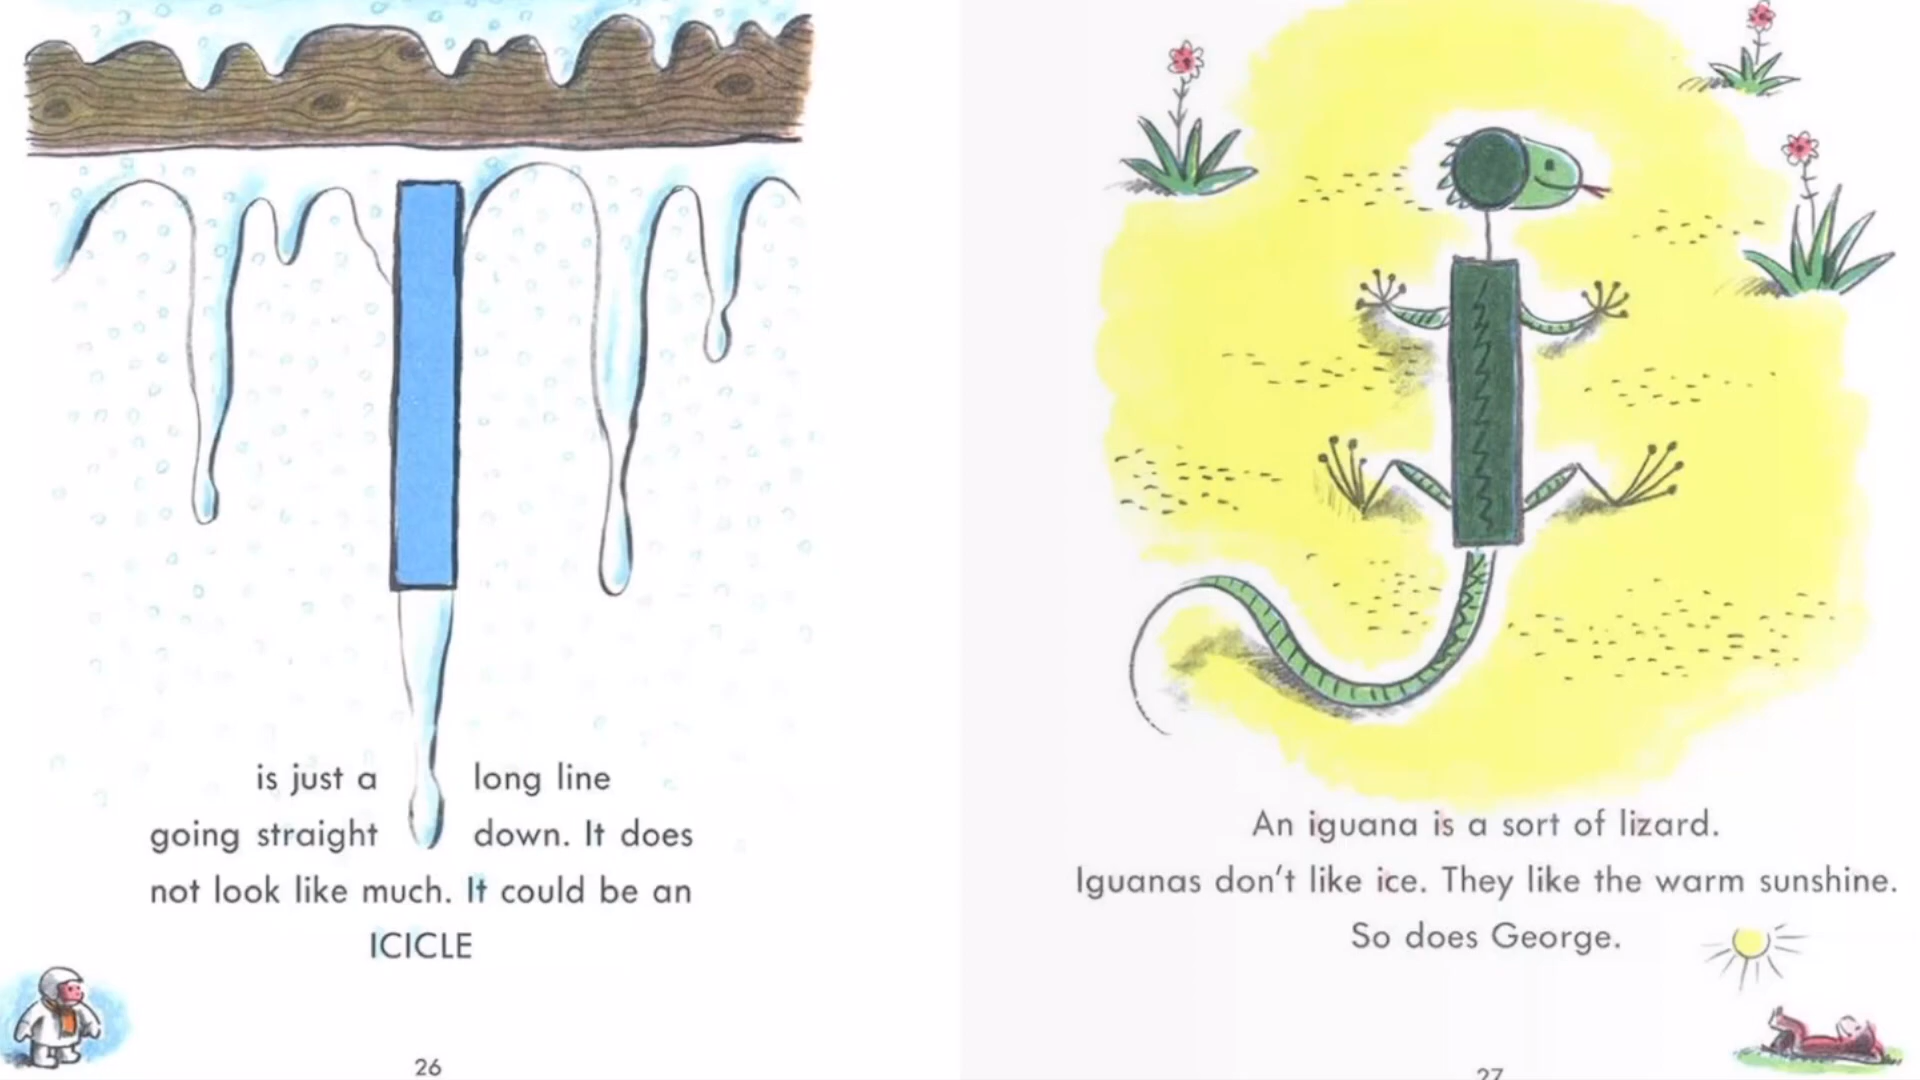 is just a long line
going straight down. It does
not look like much. It could be an
ICICLE
26
An iguana is a sort of lizard.
Iguanas don't like ice. They like the warm sunshine.
So does George.
27